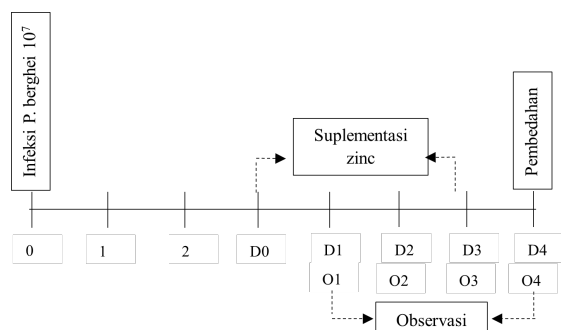 Infeksi P. berghei 10⁷
Suplementasi
zinc
Pembedahan
0
1
2
D0
D1
D2
D3
D4
O1
O2
O3
O4
Observasi